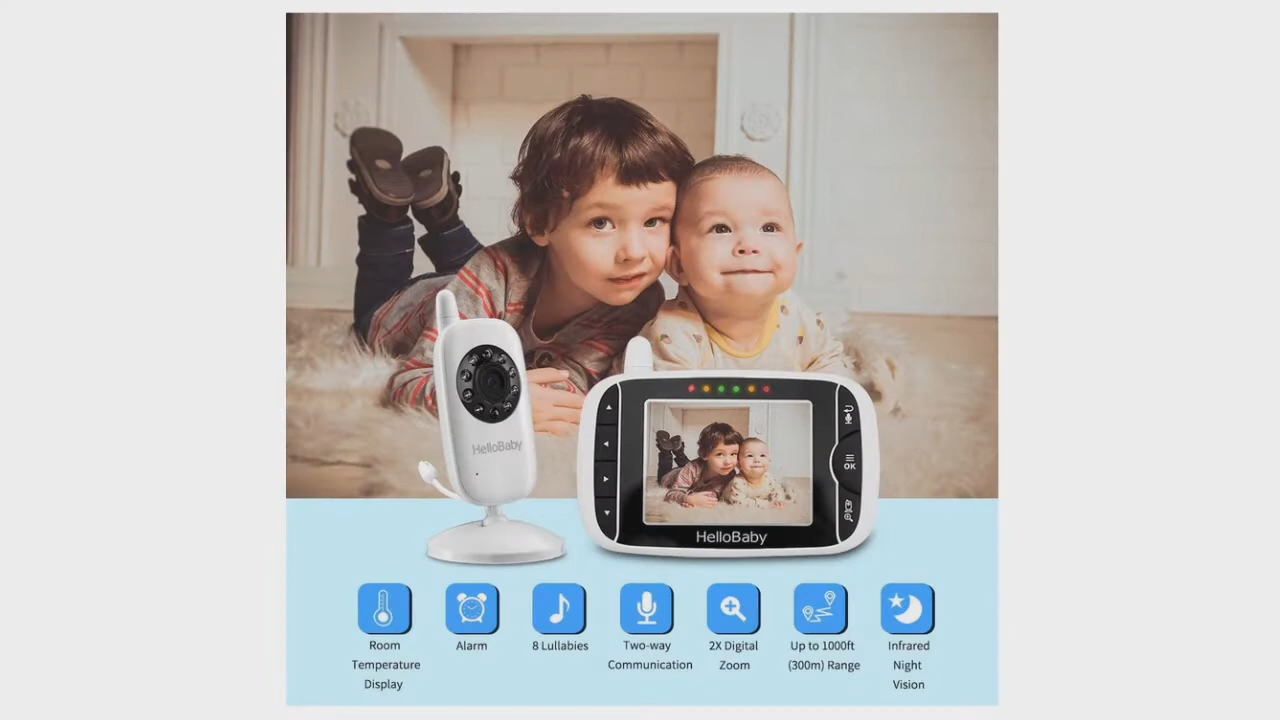 HelloBaby
OK
HelloBaby
Room
Temperature
Display
Alarm
8 Lullabies
Two-way
Communication
2X Digital
Zoom
Up to 1000ft
(300m) Range
Infrared
Night
Vision